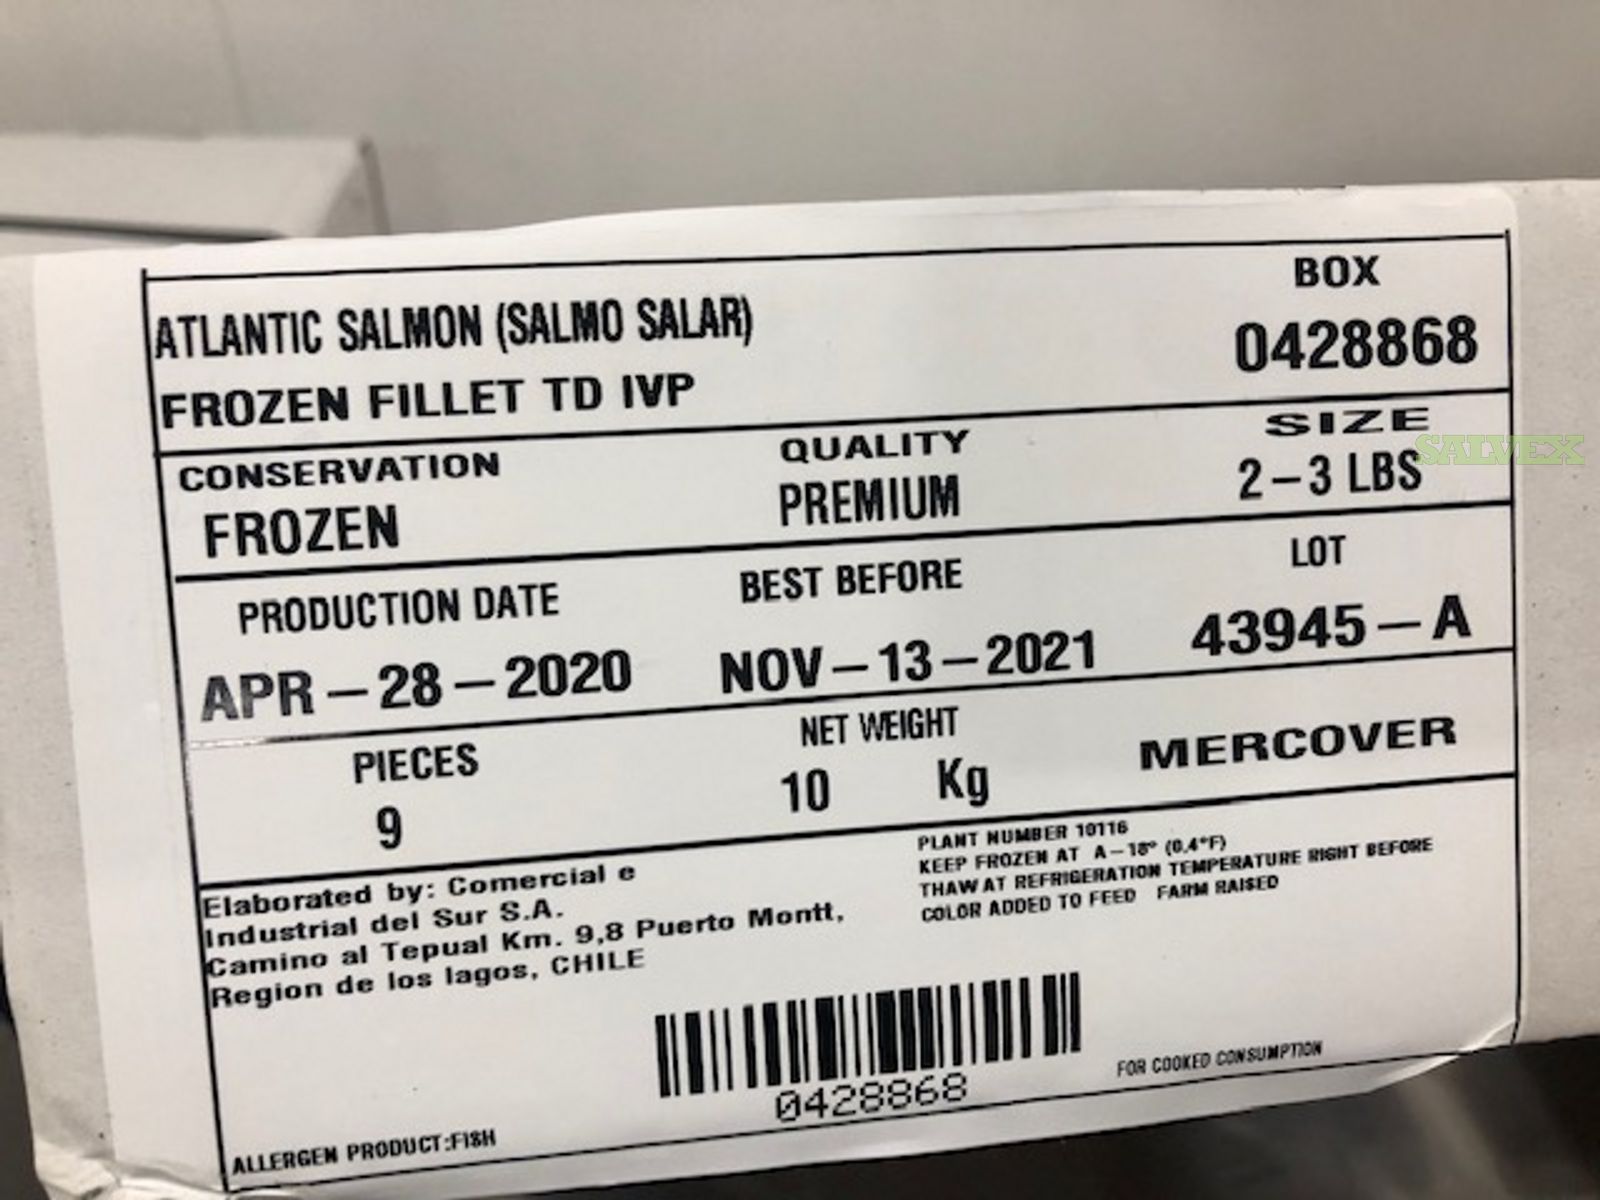 BOX
ATLANTIC SALMON (SALMO SALAR)
0428868
FROZEN FILLET TD IVP
CONSERVATION QUALITY SIZE
FROZEN PREMIUM 2-3 LBS
SALVEX
PRODUCTION DATE BEST BEFORE LOT
APR-28-2020 NOV-13-2021 43945-A
PIECES NET WEIGHT MERCOVER
9 10 Kg
Elaborated by: Comercial e
Industrial del Sur S.A.
Camino al Tepual Km. 9,8 Puerto Montt,
Region de los lagos, CHILE
PLANT NUMBER 10116
KEEP FROZEN AT A-18° (0.4°F)
THAW AT REFRIGERATION TEMPERATURE RIGHT BEFORE
COLOR ADDED TO FEED FARM RAISED
0428868
FOR COOKED CONSUMPTION
ALLERGEN PRODUCT:FISH